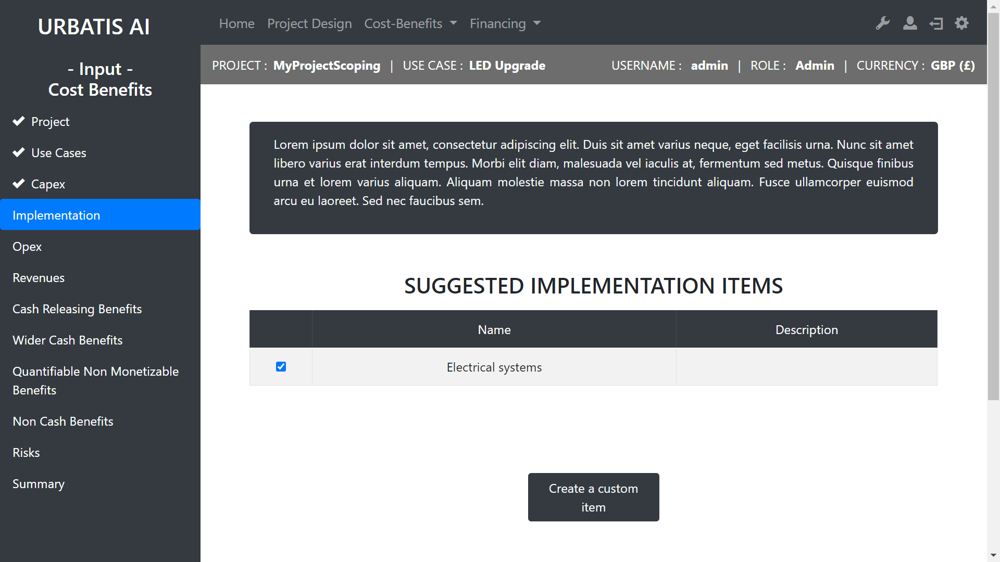 URBATIS AI
Home Project Design Cost-Benefits Financing
PROJECT : MyProjectScoping | USE CASE : LED Upgrade USERNAME : admin | ROLE : Admin | CURRENCY : GBP (£)
- Input -
Cost Benefits
Project
Use Cases
Capex
Implementation
Opex
Revenues
Cash Releasing Benefits
Wider Cash Benefits
Quantifiable Non Monetizable
Benefits
Non Cash Benefits
Risks
Summary
Lorem ipsum dolor sit amet, consectetur adipiscing elit. Duis sit amet varius neque, eget facilisis urna. Nunc sit amet
libero varius erat interdum tempus. Morbi elit diam, malesuada vel iaculis at, fermentum sed metus. Quisque finibus
urna et lorem varius aliquam. Aliquam molestie massa non lorem tincidunt aliquam. Fusce ullamcorper euismod
arcu eu laoreet. Sed nec faucibus sem.
SUGGESTED IMPLEMENTATION ITEMS
Name Description
Electrical systems
Create a custom
item